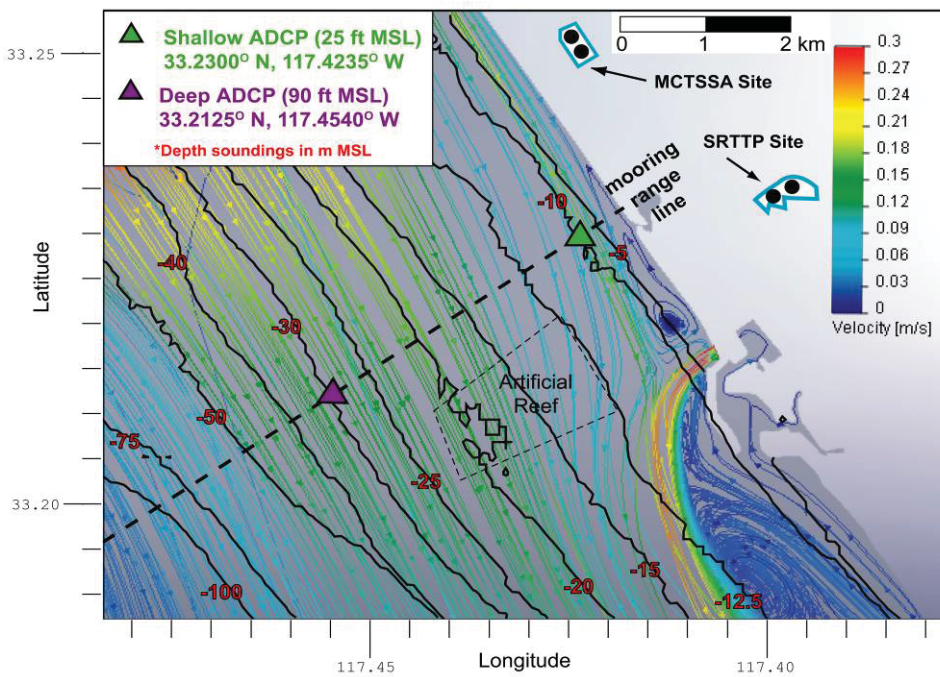 Shallow ADCP (25 ft MSL)
33.2300° N, 117.4235° W
Deep ADCP (90 ft MSL)
33.2125° N, 117.4540° W
*Depth soundings in m MSL
0 1 2 km
MCTSSA Site
SRTTP Site
mooring
range
line
0.3
0.27
0.24
0.21
0.18
0.15
0.12
0.09
0.06
0.03
0
Velocity [m/s]
33.25
Latitude
33.20
-10
-5
-40
-30
Artificial
Reef
-50
-75
-25
-100
-20
-15
-12.5
117.45
Longitude
117.40